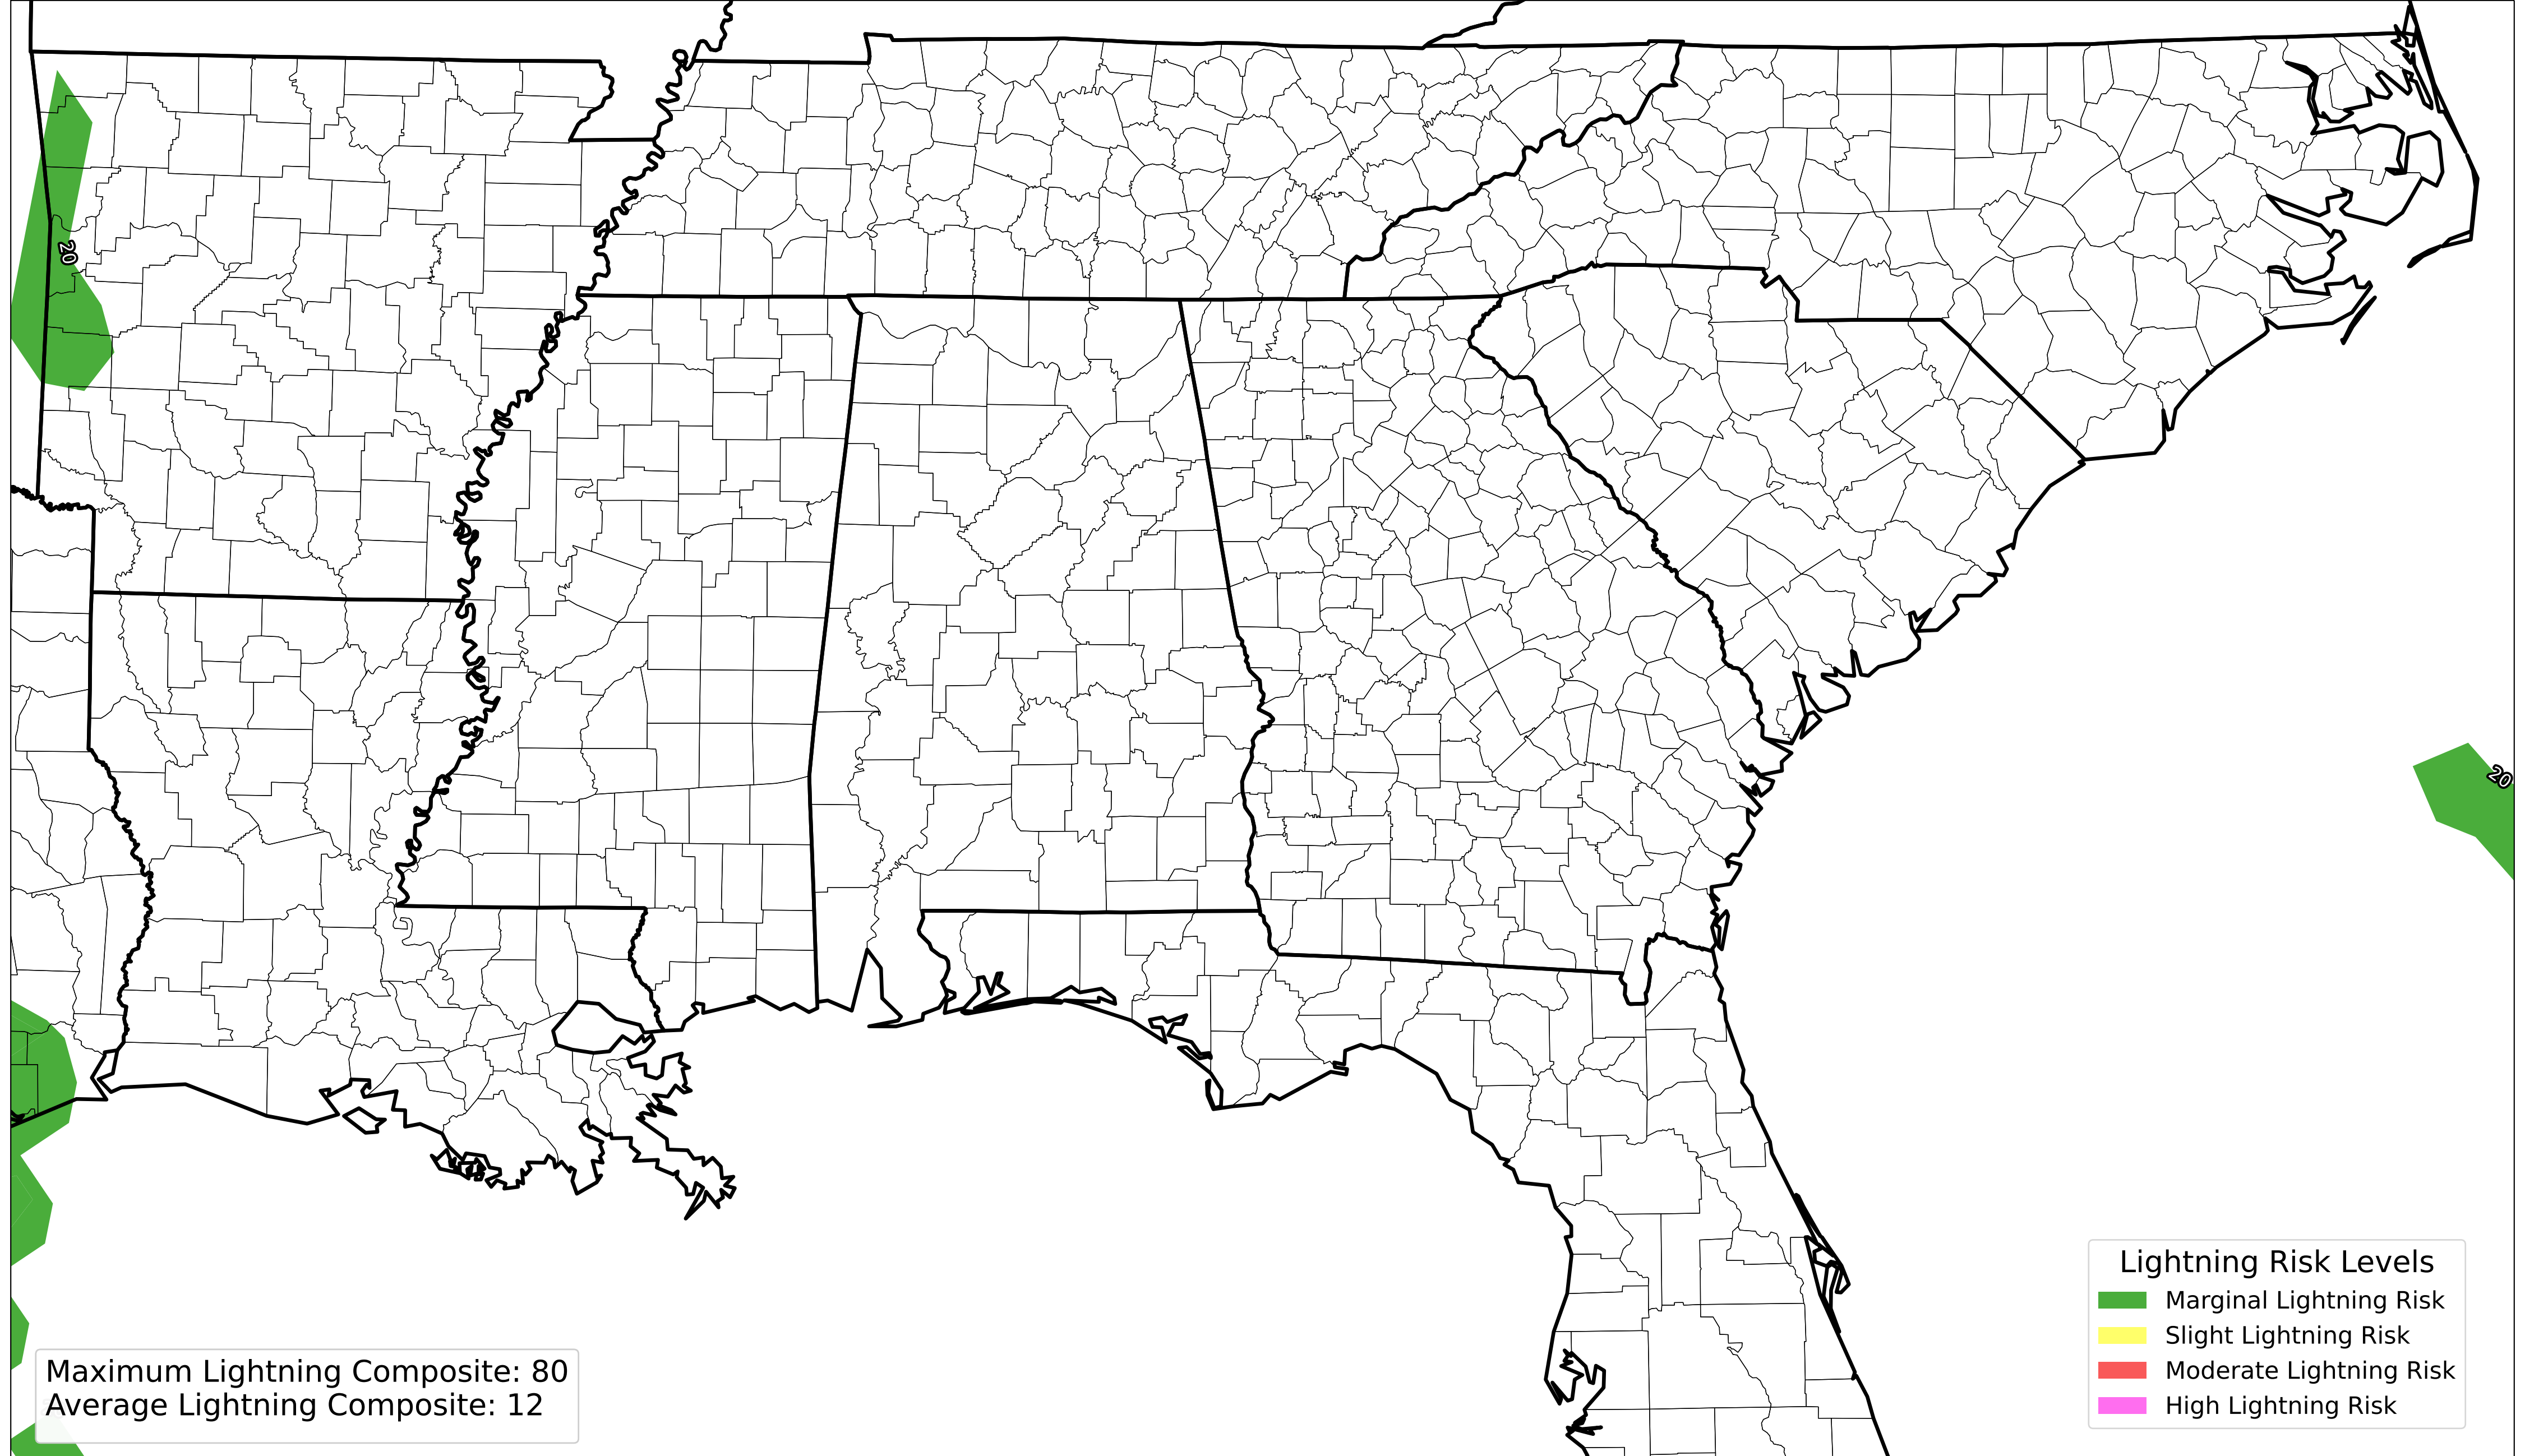 20
20
Maximum Lightning Composite: 80
Average Lightning Composite: 12
Lightning Risk Levels
Marginal Lightning Risk
Slight Lightning Risk
Moderate Lightning Risk
High Lightning Risk